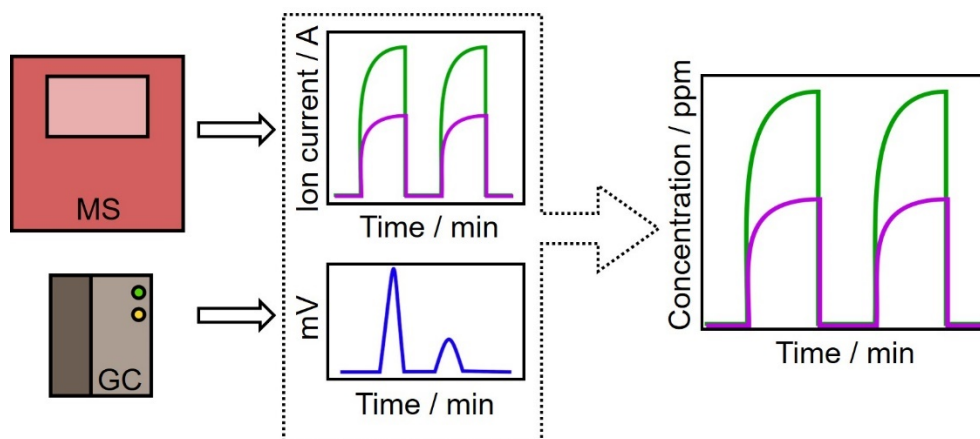 MS
Ion current / A
Time / min
GC
mV
Time / min
Concentration / ppm
Time / min